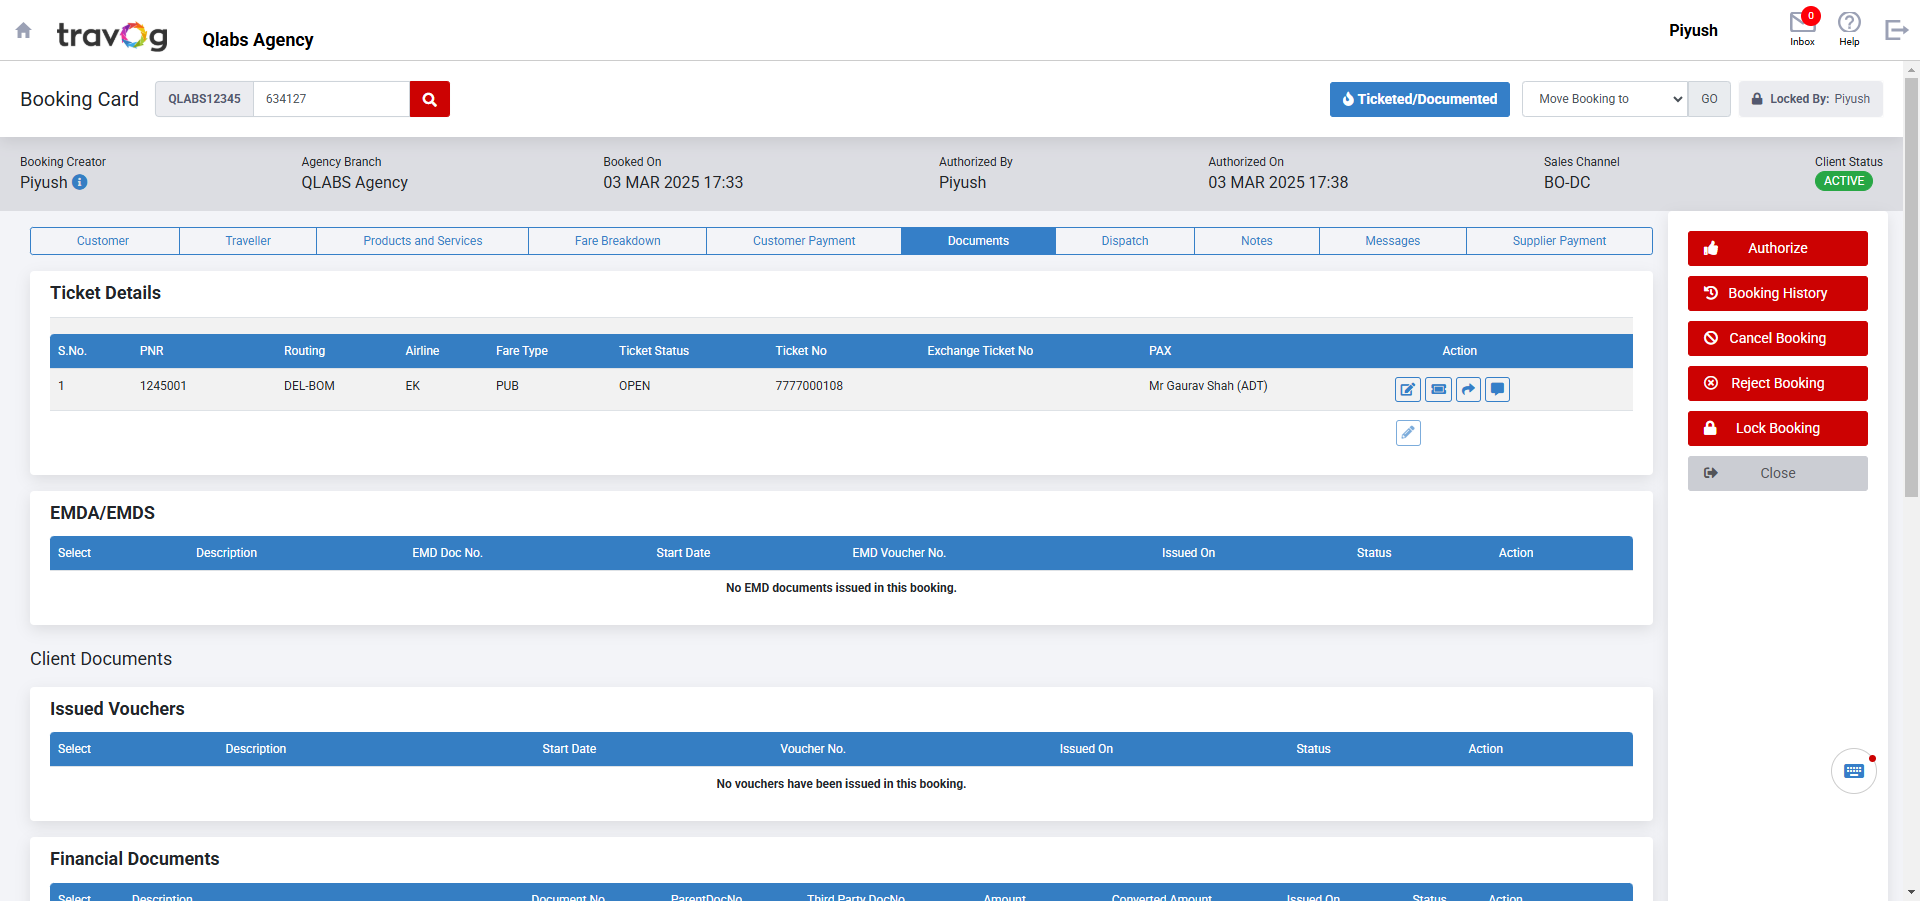 travog
Qlabs Agency
Piyush
0
Inbox
Help
Booking Card
QLABS12345
634127
Ticketed/Documented
Move Booking to
GO
Locked By: Piyush
Booking Creator
Piyush
Agency Branch
QLABS Agency
Booked On
03 MAR 2025 17:33
Authorized By
Piyush
Authorized On
03 MAR 2025 17:38
Sales Channel
BO-DC
Client Status
ACTIVE
Customer Traveller Products and Services Fare Breakdown Customer Payment Documents Dispatch Notes Messages Supplier Payment
Authorize
Booking History
Cancel Booking
Reject Booking
Lock Booking
Close
Ticket Details
S.No. PNR Routing Airline Fare Type Ticket Status Ticket No Exchange Ticket No PAX Action
1 1245001 DEL-BOM EK PUB OPEN 7777000108 Mr Gaurav Shah (ADT)
EMDA/EMDS
Select Description EMD Doc No. Start Date EMD Voucher No. Issued On Status Action
No EMD documents issued in this booking.
Client Documents
Issued Vouchers
Select Description Start Date Voucher No. Issued On Status Action
No vouchers have been issued in this booking.
Financial Documents
Select Description Document No ParentDocNo Third Party DocNo Amount Converted Amount Issued On Status Action